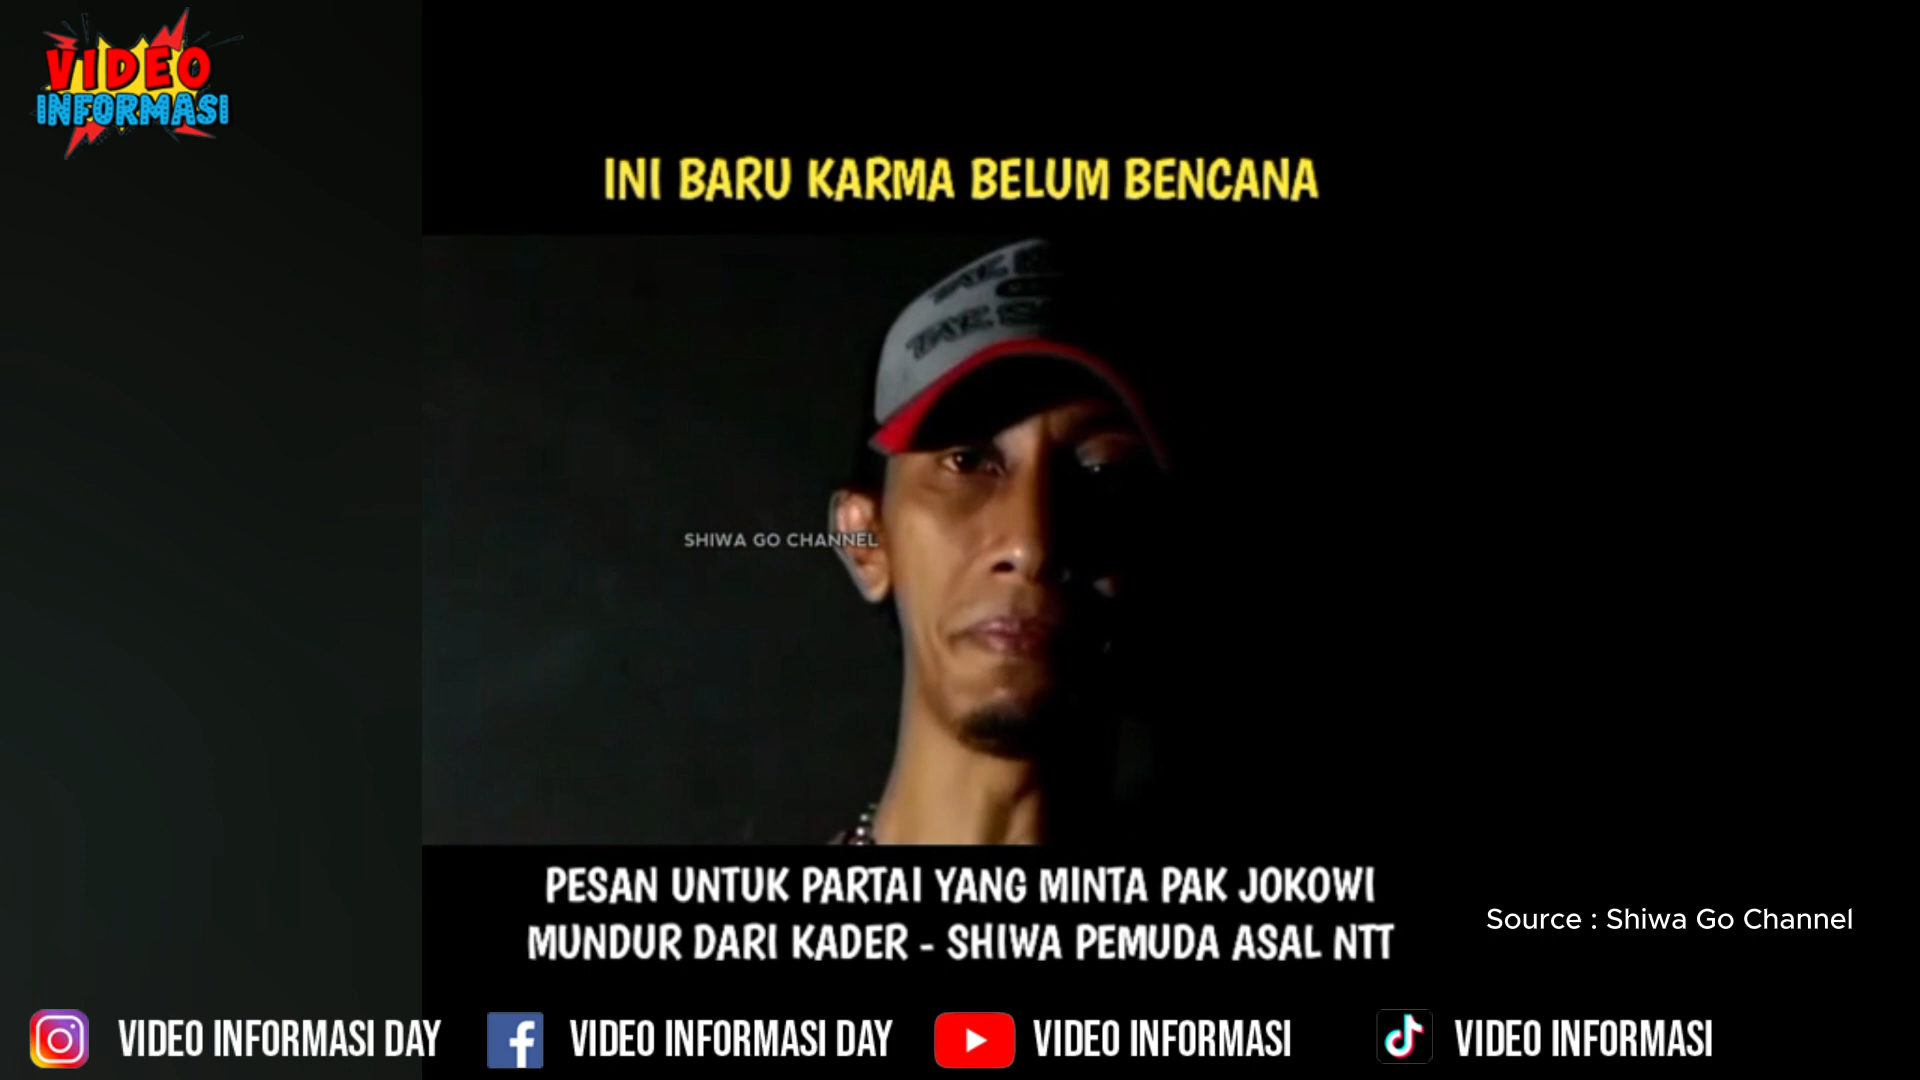 VIDEO
INFORMASI
INI BARU KARMA BELUM BENCANA
SHIWA GO CHANNEL
PESAN UNTUK PARTAI YANG MINTA PAK JOKOWI
MUNDUR DARI KADER - SHIWA PEMUDA ASAL NTT
Source : Shiwa Go Channel
VIDEO INFORMASI DAY
VIDEO INFORMASI DAY
VIDEO INFORMASI
VIDEO INFORMASI